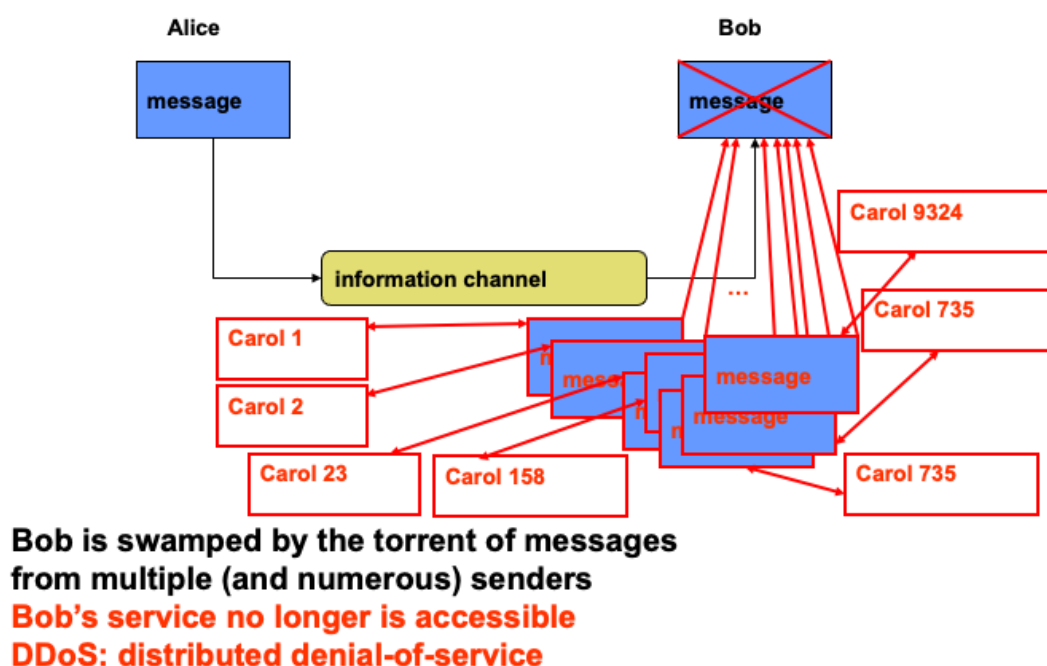 Alice
Bob
message
message
Carol 9324
information channel
...
Carol 735
Carol 1
message
message
Carol 2
message
Carol 23
Carol 158
Carol 735
Bob is swamped by the torrent of messages
from multiple (and numerous) senders
Bob's service no longer is accessible
DDoS: distributed denial-of-service